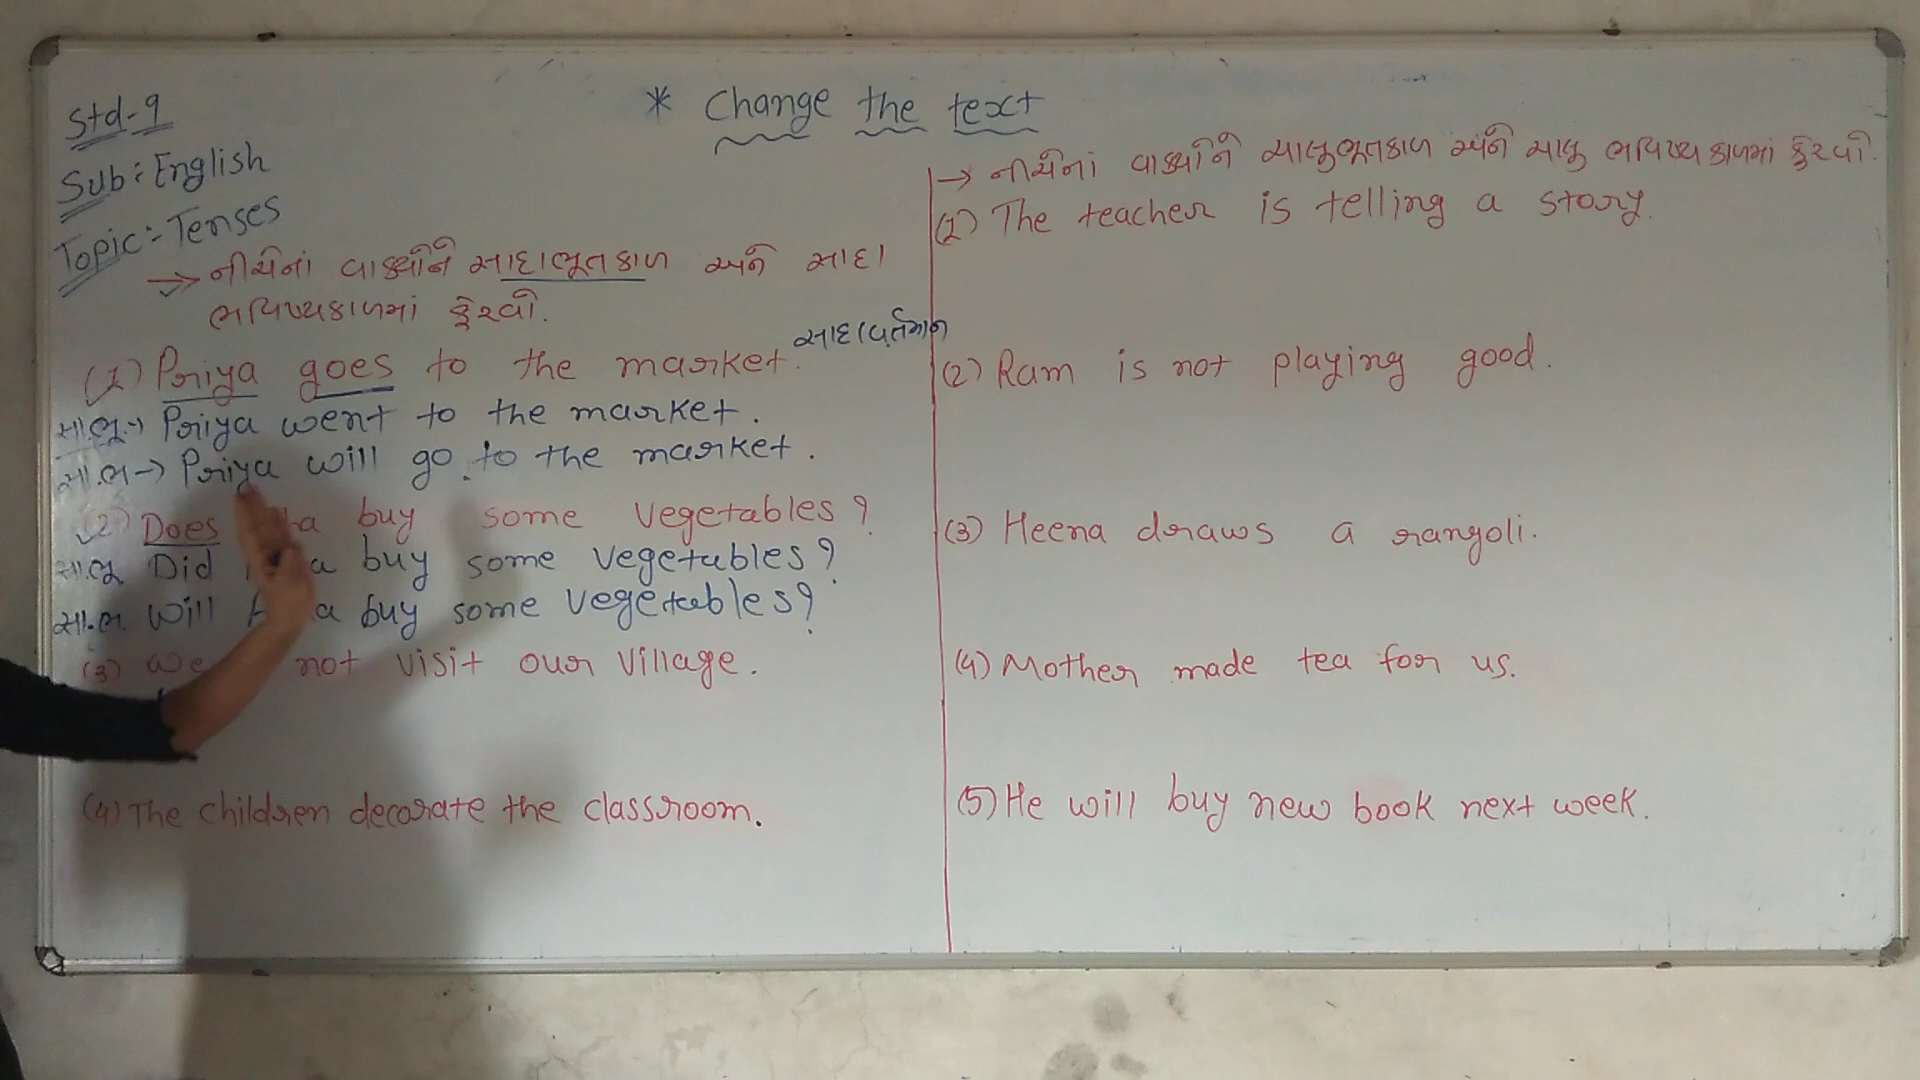 * Change the text
Std-9
Sub: English
Topic:- Tenses
→ નીચેનાં વાક્યોને સાદાભૂતકાળ અને સાદા
ભવિષ્યકાળમાં ફેરવો.
સાદાવર્તમાન
(1) Priya goes to the market.
સા.ભૂ.→ Priya went to the market.
સા.ભ→ Priya will go to the market.
(2) Does buy some vegetables?
સા.ભૂ Did buy some vegetables?
સા.ભ. Will buy some vegetables?
(3) We not visit our village.
(4) The children decorate the classroom.
→ નીચેનાં વાક્યોને ચાલુભૂતકાળ અને ચાલુ ભવિષ્યકાળમાં ફેરવો.
(1) The teacher is telling a story.
(2) Ram is not playing good.
(3) Heena draws a rangoli.
(4) Mother made tea for us.
(5) He will buy new book next week.